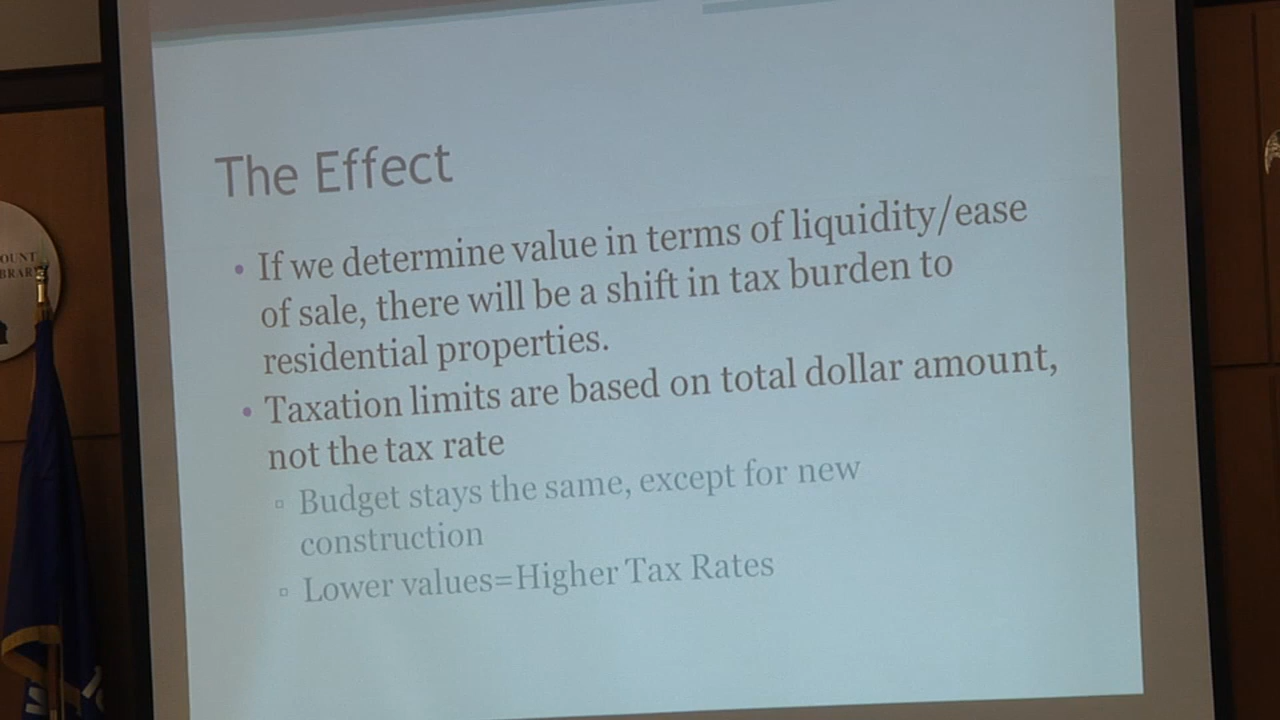 The Effect
• If we determine value in terms of liquidity/ease
of sale, there will be a shift in tax burden to
residential properties.
• Taxation limits are based on total dollar amount,
not the tax rate
▫ Budget stays the same, except for new
construction
▫ Lower values=Higher Tax Rates
OUNT
BRAR